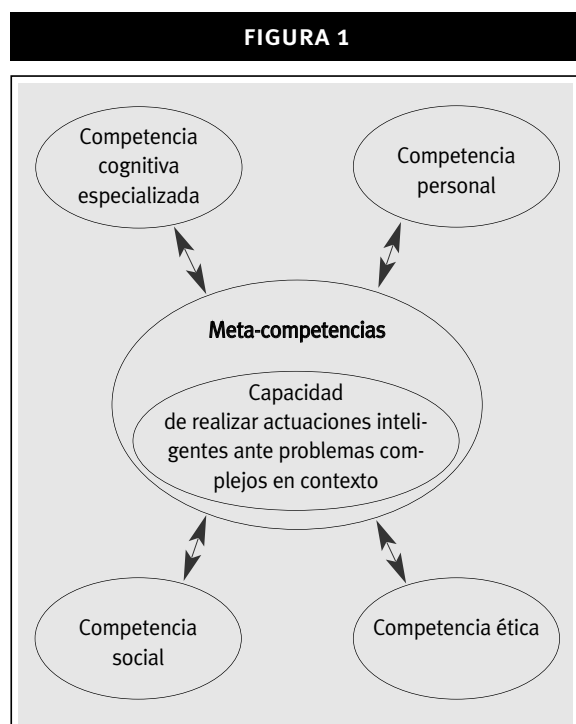 FIGURA 1
Competencia
cognitiva
especializada
Competencia
personal
Meta-competencias
Capacidad
de realizar actuaciones inteli-
gentes ante problemas com-
plejos en contexto
Competencia
social
Competencia ética